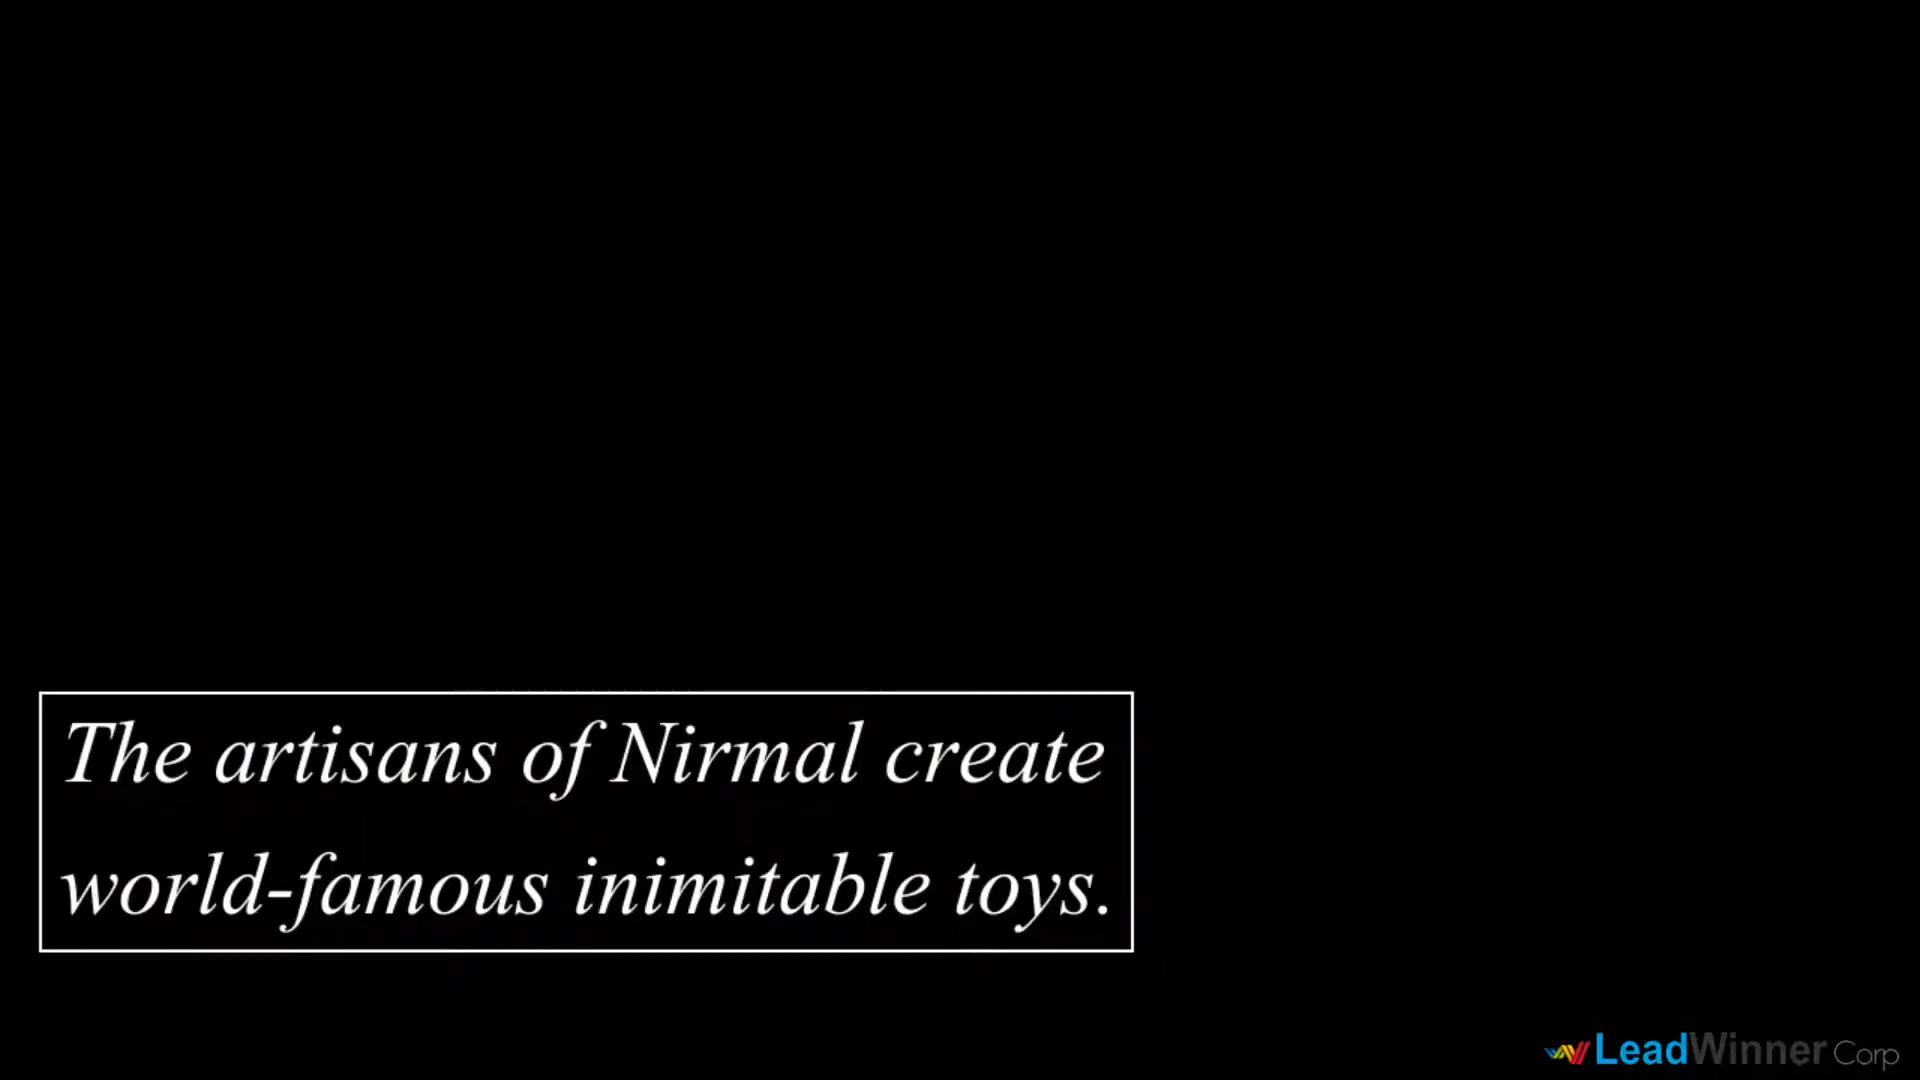 The artisans of Nirmal create
world-famous inimitable toys.
LeadWinner Corp